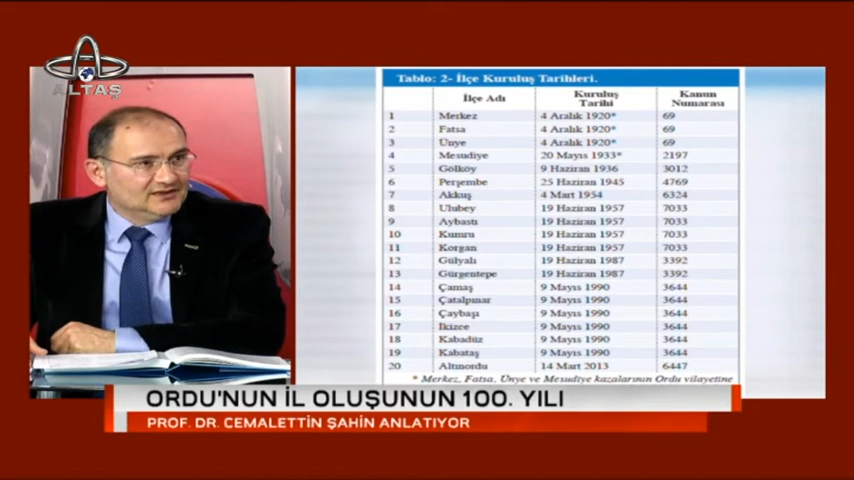 ALTAŞ TV
Tablo: 2- İlçe Kuruluş Tarihleri.
İlçe Adı Kuruluş Tarihi Kanun Numarası
1 Merkez 4 Aralık 1920* 69
2 Fatsa 4 Aralık 1920* 69
3 Ünye 4 Aralık 1920* 69
4 Mesudiye 20 Mayıs 1933* 2197
5 Gölköy 9 Haziran 1936 3012
6 Perşembe 25 Haziran 1945 4769
7 Akkuş 4 Mart 1954 6324
8 Ulubey 19 Haziran 1957 7033
9 Aybastı 19 Haziran 1957 7033
10 Kumru 19 Haziran 1957 7033
11 Korgan 19 Haziran 1957 7033
12 Gülyalı 19 Haziran 1987 3392
13 Gürgentepe 19 Haziran 1987 3392
14 Çamaş 9 Mayıs 1990 3644
15 Çatalpınar 9 Mayıs 1990 3644
16 Çaybaşı 9 Mayıs 1990 3644
17 İkizce 9 Mayıs 1990 3644
18 Kabadüz 9 Mayıs 1990 3644
19 Kabataş 9 Mayıs 1990 3644
20 Altınordu 14 Mart 2013 6447
* Merkez, Fatsa, Ünye ve Mesudiye kazalarının Ordu vilayetine
ORDU'NUN İL OLUŞUNUN 100. YILI
PROF. DR. CEMALETTİN ŞAHİN ANLATIYOR